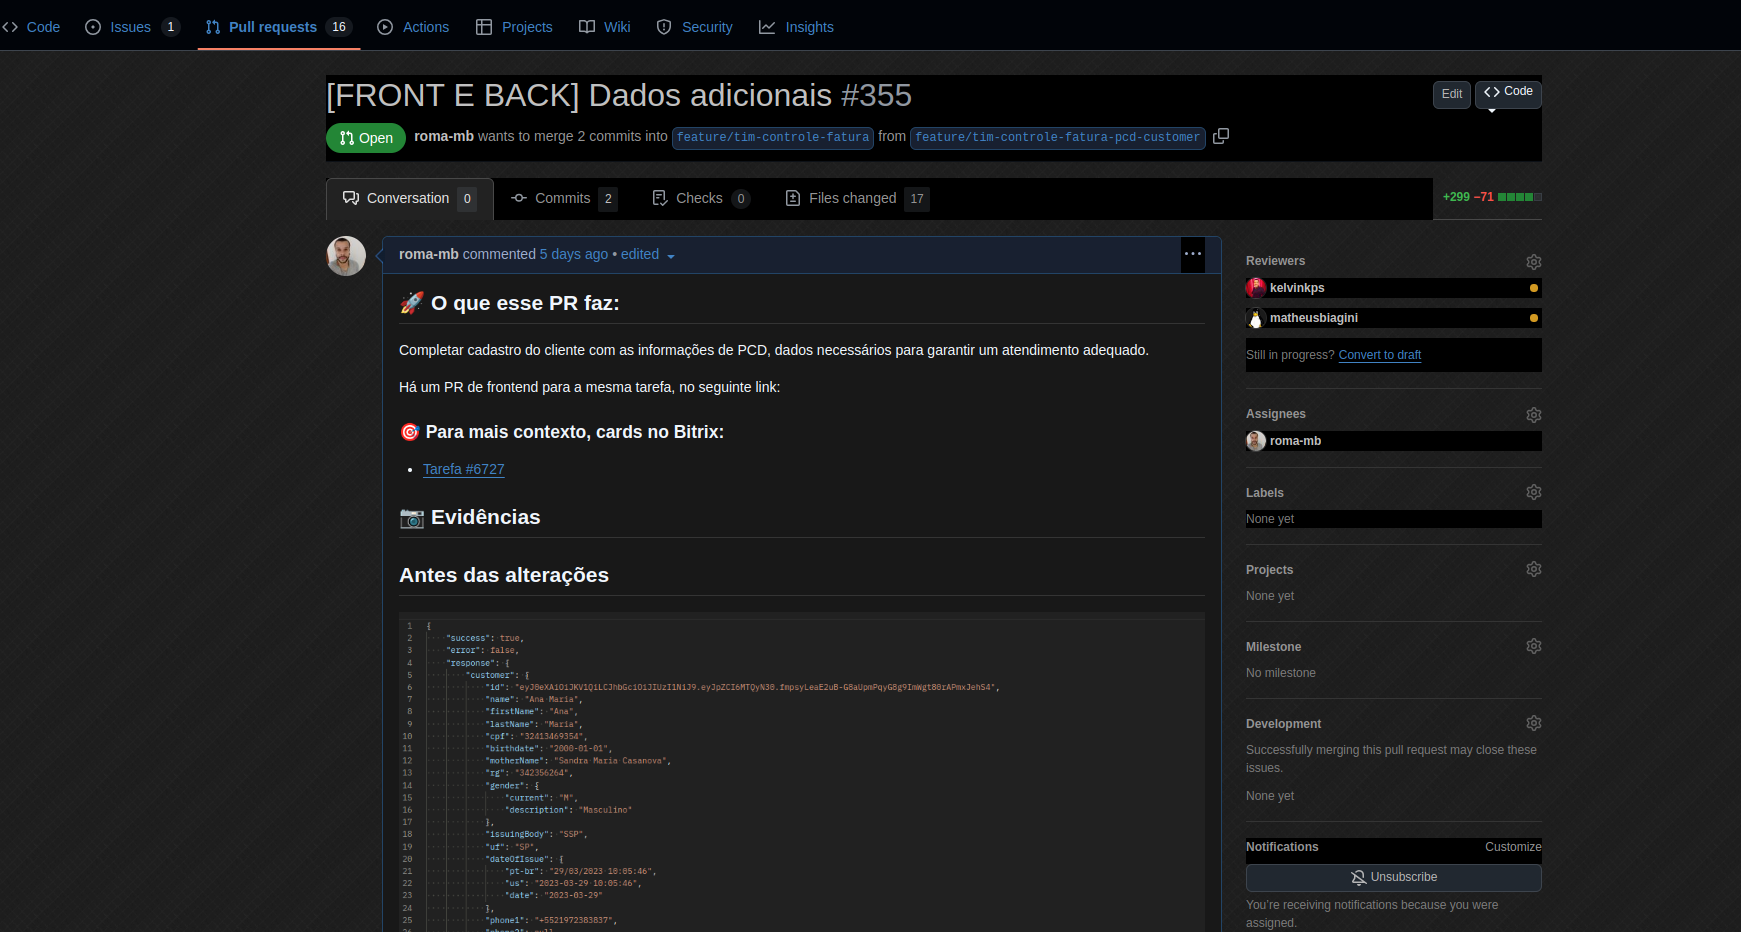 Code
Issues 1
Pull requests 16
Actions
Projects
Wiki
Security
Insights
[FRONT E BACK] Dados adicionais #355
Edit
Code
Open
roma-mb wants to merge 2 commits into feature/tim-controle-fatura from feature/tim-controle-fatura-pcd-customer
Conversation 0
Commits 2
Checks 0
Files changed 17
+299 −71
roma-mb commented 5 days ago • edited
O que esse PR faz:
Completar cadastro do cliente com as informações de PCD, dados necessários para garantir um atendimento adequado.
Há um PR de frontend para a mesma tarefa, no seguinte link:
Para mais contexto, cards no Bitrix:
Tarefa #6727
Evidências
Antes das alterações
1 {
2 "success": true,
3 "error": false,
4 "response": {
5 "customer": {
6 "id":
7 "name": "Ana Maria",
8 "firstName": "Ana",
9 "lastName": "Maria",
10 "cpf": "32413469354",
11 "birthdate": "2000-01-01",
12 "motherName": "Sandra Maria Casanova",
13 "rg": "342356264",
14 "gender": {
15 "current": "M",
16 "description": "Masculino"
17 },
18 "issuingBody": "SSP",
19 "uf": "SP",
20 "dateOfIssue": {
21 "pt-br": "29/03/2023 10:05:46",
22 "us": "2023-03-29 10:05:46",
23 "date": "2023-03-29"
24 },
25 "phone1": "+5521972383837",
Reviewers
kelvinkps
matheusbiagini
Still in progress? Convert to draft
Assignees
roma-mb
Labels
None yet
Projects
None yet
Milestone
No milestone
Development
Successfully merging this pull request may close these
issues.
None yet
Notifications
Customize
Unsubscribe
You're receiving notifications because you were
assigned.